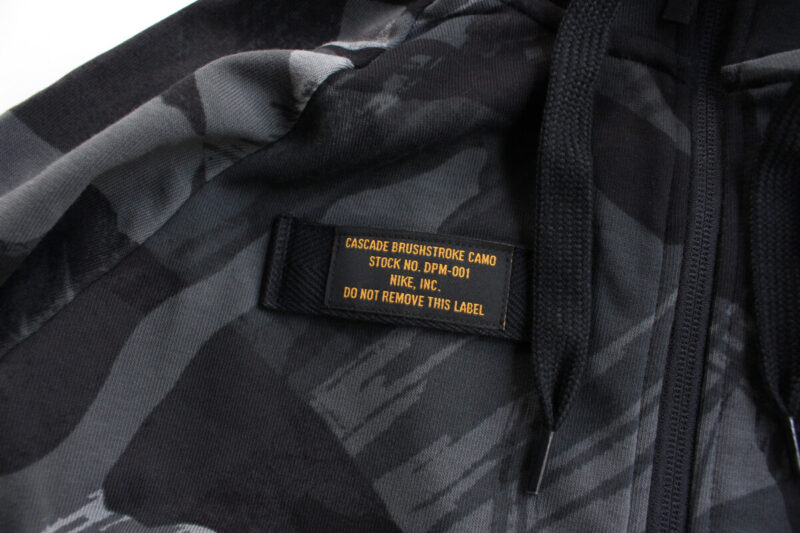 CASCADE BRUSHSTROKE CAMO
STOCK NO. DPM-001
NIKE, INC.
DO NOT REMOVE THIS LABEL